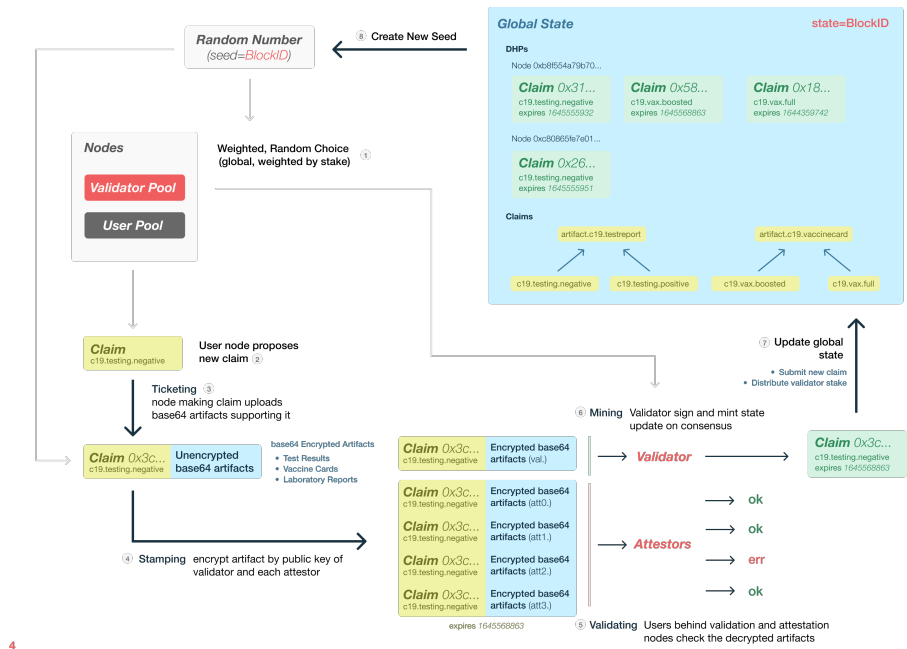 Random Number
(seed=BlockID)
8 Create New Seed
Global State
state=BlockID
DHPs
Node 0xb8f554a79b70...
Claim 0x31...
c19.testing.negative
expires 1645555932
Claim 0x58...
c19.vax.boosted
expires 1645568863
Claim 0x18...
c19.vax.full
expires 1644359742
Node 0xc80865fe7e01...
Claim 0x26...
c19.testing.negative
expires 1645555951
Claims
artifact.c19.testreport
artifact.c19.vaccinecard
c19.testing.negative
c19.testing.positive
c19.vax.boosted
c19.vax.full
Nodes
Validator Pool
User Pool
Weighted, Random Choice
(global, weighted by stake)
1
Claim
c19.testing.negative
User node proposes
new claim 2
Ticketing 3
node making claim uploads
base64 artifacts supporting it
Claim 0x3c...
c19.testing.negative
Unencrypted
base64 artifacts
base64 Encrypted Artifacts
• Test Results
• Vaccine Cards
• Laboratory Reports
4 Stamping encrypt artifact by public key of
validator and each attestor
Claim 0x3c...
c19.testing.negative
Encrypted base64
artifacts (val.)
Claim 0x3c...
c19.testing.negative
Encrypted base64
artifacts (att0.)
Claim 0x3c...
c19.testing.negative
Encrypted base64
artifacts (att1.)
Claim 0x3c...
c19.testing.negative
Encrypted base64
artifacts (att2.)
Claim 0x3c...
c19.testing.negative
Encrypted base64
artifacts (att3.)
expires 1645568863
6 Mining Validator sign and mint state
update on consensus
Validator
Attestors
ok
ok
err
ok
5 Validating Users behind validation and attestation
nodes check the decrypted artifacts
7 Update global
state
• Submit new claim
• Distribute validator stake
Claim 0x3c...
c19.testing.negative
expires 1645568863
4